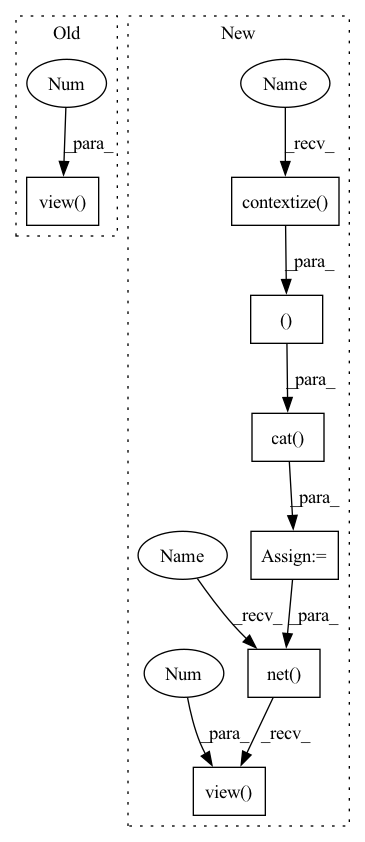 Old
New
Num
Name
_para_
_recv_
view()
contextize()
_para_
()
_para_
cat()
_para_
Name
Assign:=
_recv_
_para_
Num
net()
_para_
_recv_
view()